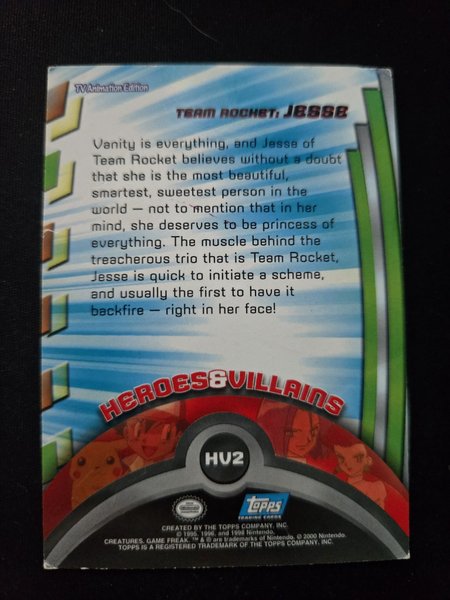 TV Animation Edition
TEAM ROCKET: JESSE
Vanity is everything, and Jesse of
Team Rocket believes without a doubt
that she is the most beautiful,
smartest, sweetest person in the
world — not to mention that in her
mind, she deserves to be princess of
everything. The muscle behind the
treacherous trio that is Team Rocket,
Jesse is quick to initiate a scheme,
and usually the first to have it
backfire — right in her face!
HEROES & VILLAINS
HV2
Topps
TRADING CARDS
CREATED BY THE TOPPS COMPANY, INC.
© 1995, 1996, and 1998 Nintendo,
CREATURES, GAME FREAK. ™ & ® are trademarks of Nintendo. © 2000 Nintendo.
TOPPS IS A REGISTERED TRADEMARK OF THE TOPPS COMPANY, INC.